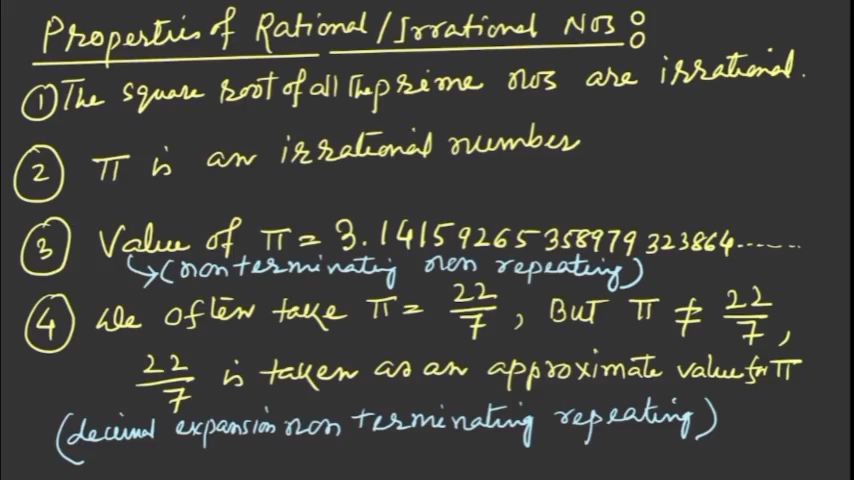 Properties of Rational/Irrational Nos:
① The square root of all the prime nos are irrational.
② π is an irrational number
③ Value of π = 3.14159265358979323864......
↳(non terminating non repeating)
④ We often take π = 22/7, But π ≠ 22/7,
22/7 is taken as an approximate value for π
(decimal expansion non terminating repeating)